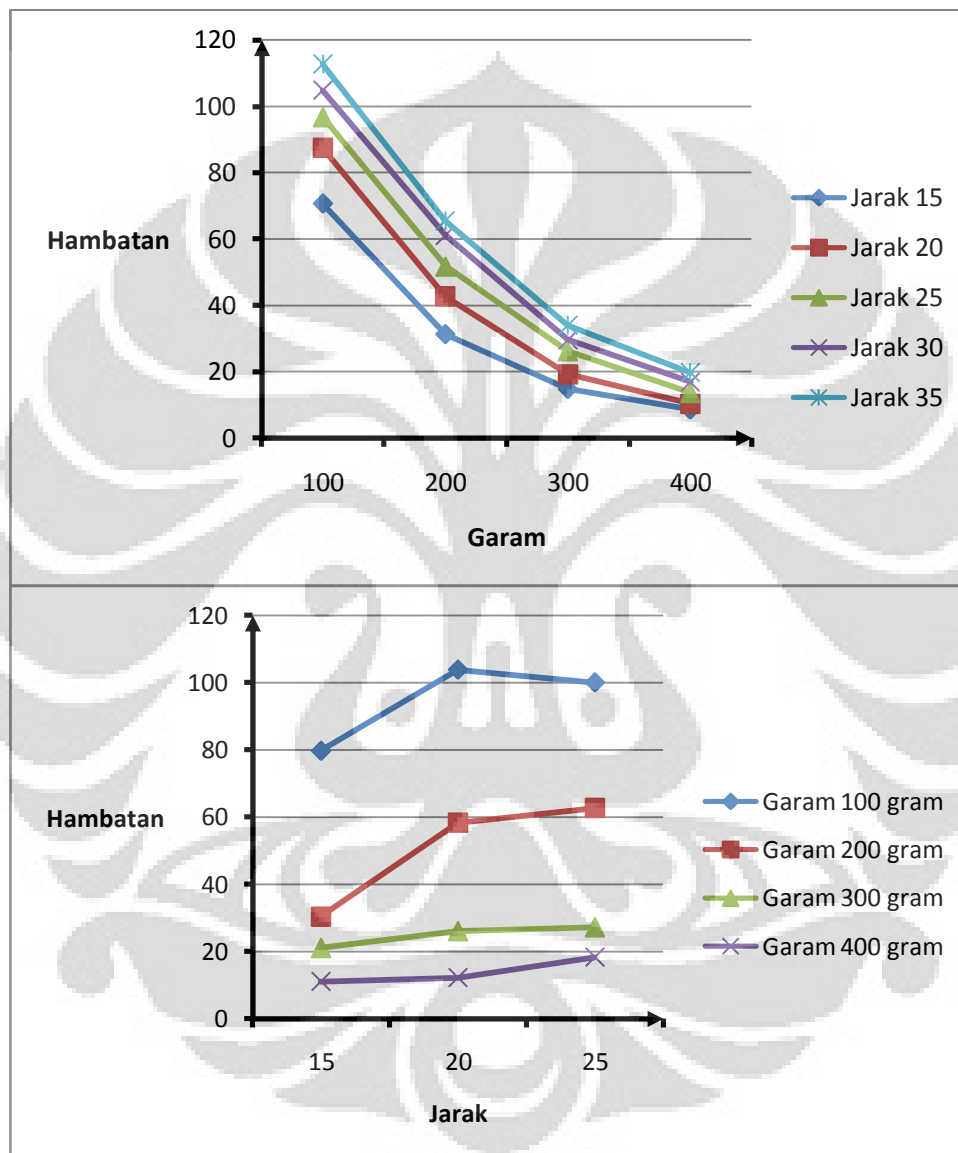 120
100
80
60
40
20
0
Hambatan
100 200 300 400
Garam
Jarak 15
Jarak 20
Jarak 25
Jarak 30
Jarak 35
120
100
80
60
40
20
0
Hambatan
15 20 25
Jarak
Garam 100 gram
Garam 200 gram
Garam 300 gram
Garam 400 gram